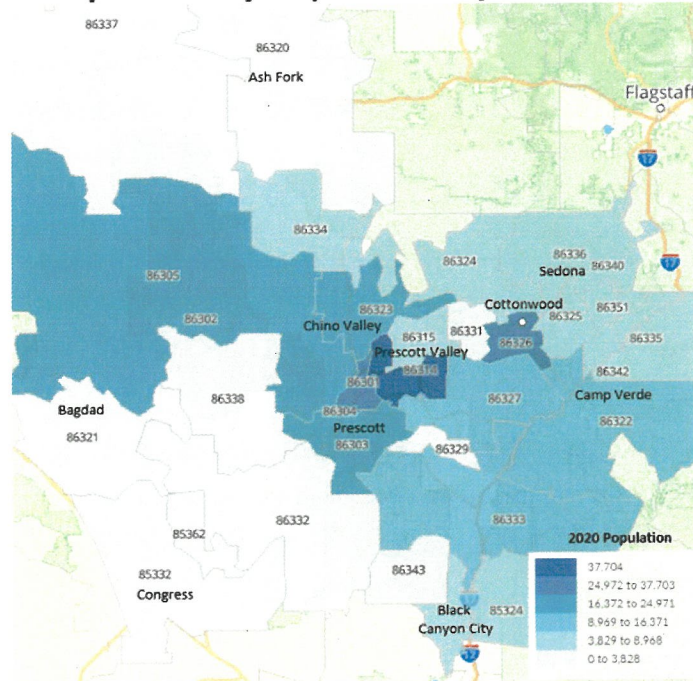 86337
86320
Ash Fork
Flagstaff
17
86334
86324
86336
Sedona
86340
17
86305
86302
86323
Chino Valley
Cottonwood
86351
86325
86315
86331
86326
86335
Prescott Valley
86314
86301
86342
Camp Verde
86338
86327
86304
Bagdad
Prescott
86322
86321
86303
86329
86332
86333
85362
2020 Population
85332
Congress
86343
37,704
24,972 to 37,703
16,372 to 24,971
8,969 to 16,371
3,829 to 8,968
0 to 3,828
Black
Canyon City
85324
17